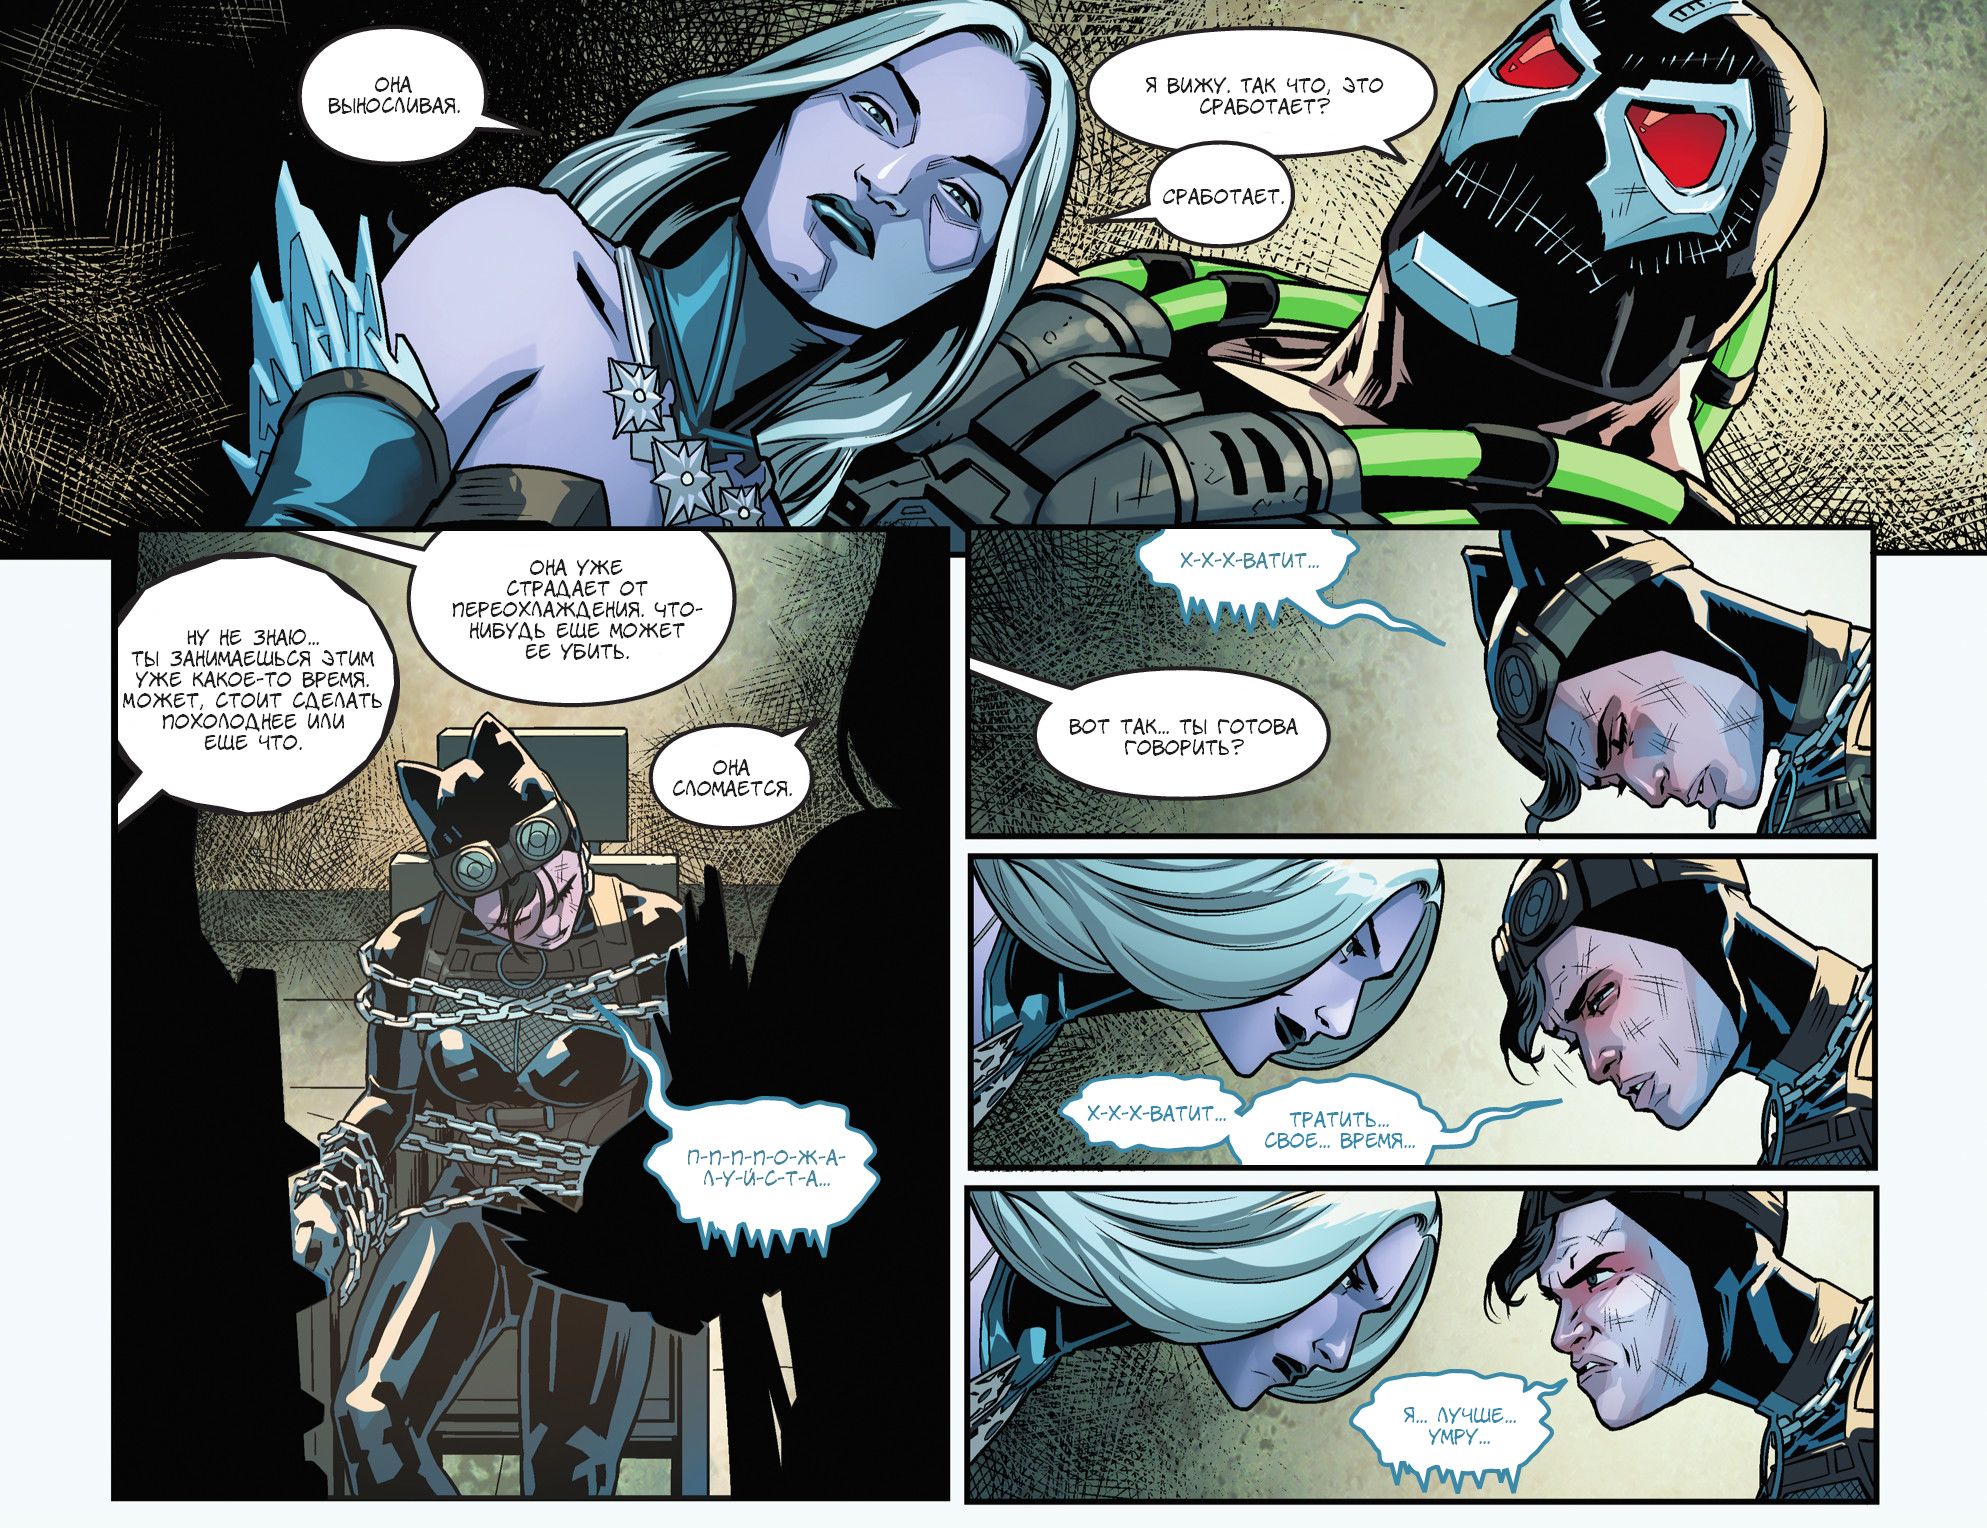 ОНА
ВЫНОСЛИВАЯ.
Я ВИЖУ. ТАК ЧТО, ЭТО
СРАБОТАЕТ?
СРАБОТАЕТ.
НУ НЕ ЗНАЮ...
ТЫ ЗАНИМАЕШЬСЯ ЭТИМ
УЖЕ КАКОЕ-ТО ВРЕМЯ.
МОЖЕТ, СТОИТ СДЕЛАТЬ
ПОХОЛОДНЕЕ ИЛИ
ЕЩЕ ЧТО.
ОНА УЖЕ
СТРАДАЕТ ОТ
ПЕРЕОХЛАЖДЕНИЯ. ЧТО-
НИБУДЬ ЕЩЕ МОЖЕТ
ЕЕ УБИТЬ.
ОНА
СЛОМАЕТСЯ.
П-П-П-П-О-Ж-А-
Л-У-Й-С-Т-А...
Х-Х-Х-ВАТИТ...
ВОТ ТАК... ТЫ ГОТОВА
ГОВОРИТЬ?
Х-Х-Х-ВАТИТ...
ТРАТИТЬ...
СВОЕ... ВРЕМЯ...
Я... ЛУЧШЕ...
УМРУ...